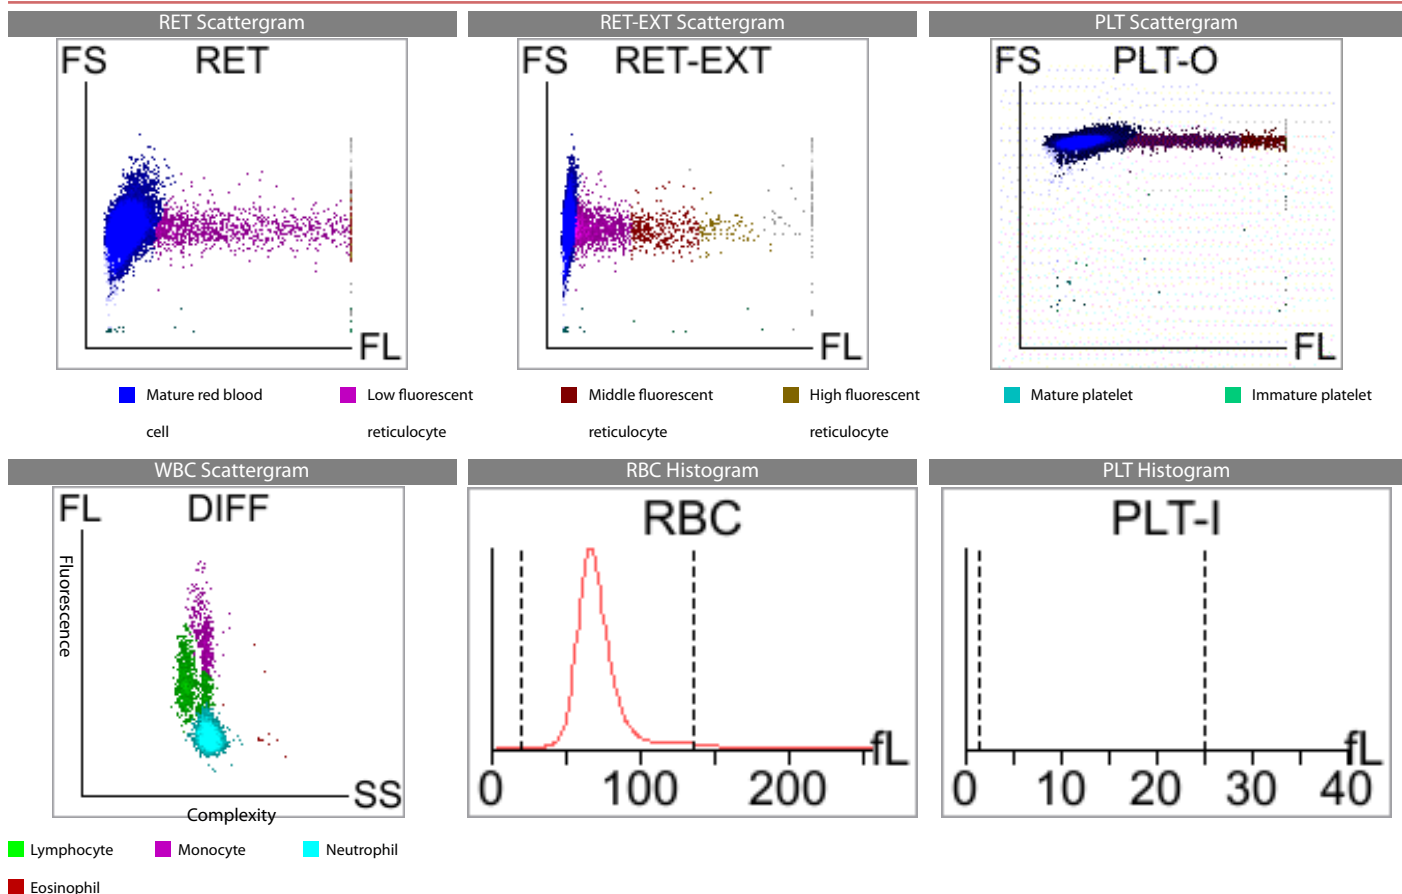 RET Scattergram
RET-EXT Scattergram
PLT Scattergram
FS
RET
FL
FS
RET-EXT
FL
FS
PLT-O
FL
Mature red blood
cell
Low fluorescent
reticulocyte
Middle fluorescent
reticulocyte
High fluorescent
reticulocyte
Mature platelet
Immature platelet
WBC Scattergram
RBC Histogram
PLT Histogram
FL
DIFF
Fluorescence
SS
Complexity
RBC
fL
0 100 200
PLT-I
fL
0 10 20 30 40
Lymphocyte
Monocyte
Neutrophil
Eosinophil